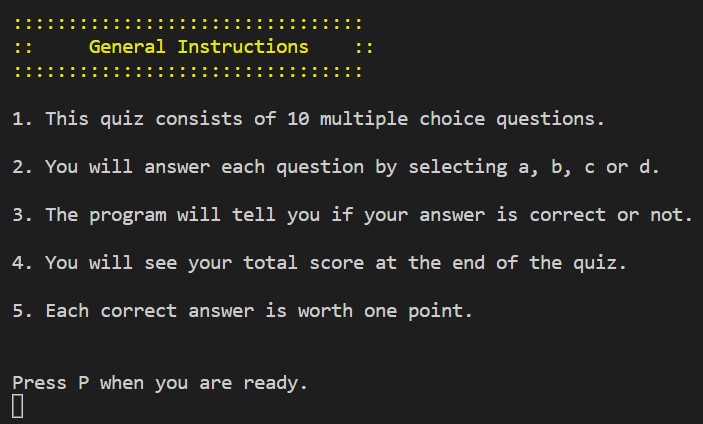 ::::::::::::::::::::::::::::::::
::     General Instructions    ::
::::::::::::::::::::::::::::::::
1. This quiz consists of 10 multiple choice questions.
2. You will answer each question by selecting a, b, c or d.
3. The program will tell you if your answer is correct or not.
4. You will see your total score at the end of the quiz.
5. Each correct answer is worth one point.
Press P when you are ready.